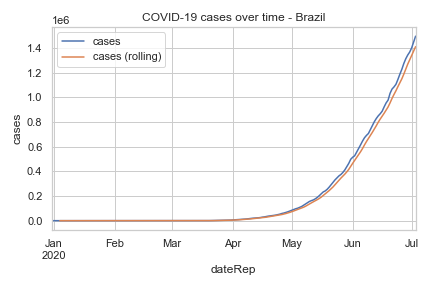 COVID-19 cases over time - Brazil
1e6
cases
cases (rolling)
1.4
1.2
1.0
0.8
0.6
0.4
0.2
0.0
cases
Jan
2020
Feb
Mar
Apr
May
Jun
Jul
dateRep